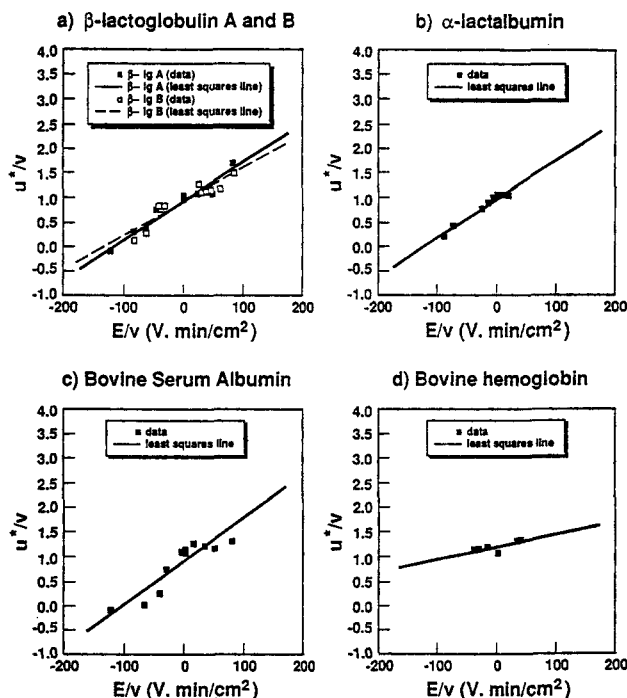 a) β-lactoglobulin A and B
4.0
3.5
3.0
2.5
2.0
1.5
1.0
0.5
0.0
-0.5
-1.0
u*/v
β- lg A (data)
β- lg A (least squares line)
β- lg B (data)
β- lg B (least squares line)
-200 -100 0 100 200
E/v (V. min/cm²)
b) α-lactalbumin
4.0
3.5
3.0
2.5
2.0
1.5
1.0
0.5
0.0
-0.5
-1.0
u*/v
data
least squares line
-200 -100 0 100 200
E/v (V. min/cm²)
c) Bovine Serum Albumin
4.0
3.5
3.0
2.5
2.0
1.5
1.0
0.5
0.0
-0.5
-1.0
u*/v
data
least squares line
-200 -100 0 100 200
E/v (V. min/cm²)
d) Bovine hemoglobin
4.0
3.5
3.0
2.5
2.0
1.5
1.0
0.5
0.0
-0.5
-1.0
u*/v
data
least squares line
-200 -100 0 100 200
E/v (V. min/cm²)